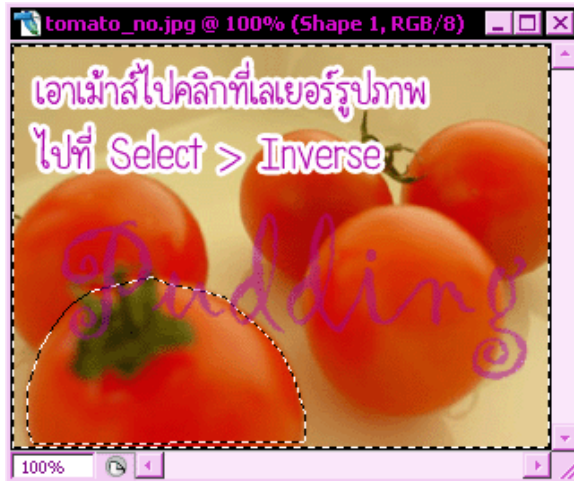 tomato_no.jpg @ 100% (Shape 1, RGB/8)
เอาเม้าส์ไปคลิกที่เลเยอร์รูปภาพ
ไปที่ Select > Inverse
Pudding
100%